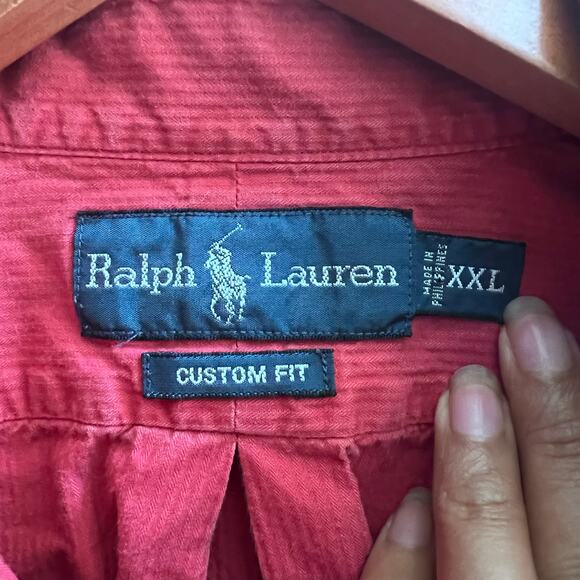 Ralph Lauren
MADE IN
PHILIPPINES
XXL
CUSTOM FIT